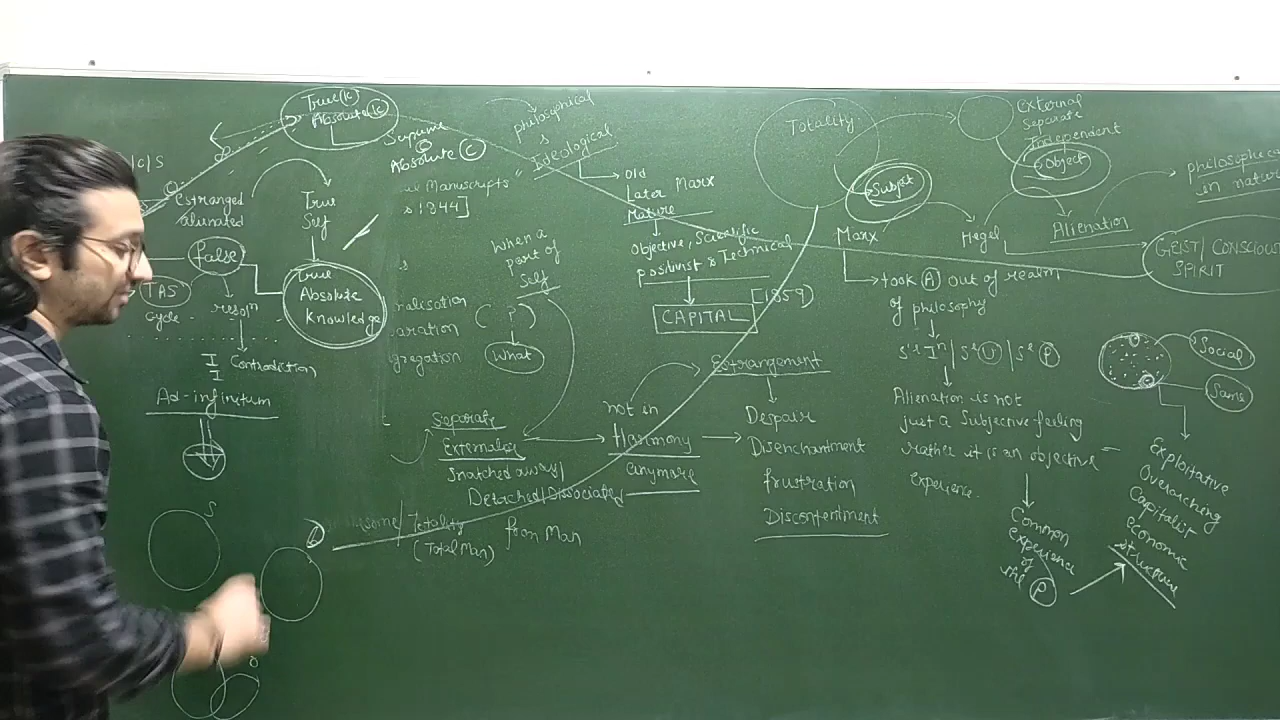 True(k)
Absolute(k)
Supreme
Absolute C
Manuscripts"
1844]
/C/S
Estranged
alienated
True
Self
False
True
Absolute
Knowledge
TAS
Cycle
I
I Contradiction
Ad-infinitum
S
O
philosophical
&
Ideological
Old
Later Marx
Mature
Objective, Scientific
positivist & Technical
CAPITAL
[1859)
When a
part of
Self
( ? )
What
Separate
Externalise
Snatched away/
Detached/Dissociated
from Man
not in
Harmony
anymore
Totality
(Total Man)
Estrangement
Despair
Disenchantment
frustration
Discontentment
Totality
Subject
External
Separate
Independent
Object
Marx
Hegel
Alienation
philosophical
in nature
GEIST/CONSCIOUS
SPIRIT
took A out of realm
of philosophy
Alienation is not
just a Subjective feeling
rather it is an objective =
experience.
Common
experience
of
the P
Social
Same
Exploitative
Overarching
Capitalist
economic
structure